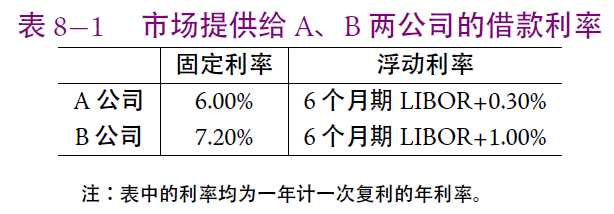 表 8–1 市场提供给 A、B 两公司的借款利率
固定利率 浮动利率
A 公司 6.00% 6 个月期 LIBOR+0.30%
B 公司 7.20% 6 个月期 LIBOR+1.00%
注：表中的利率均为一年计一次复利的年利率。